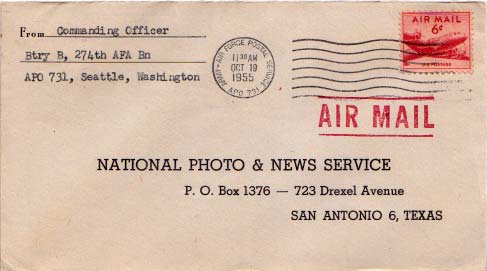 From Commanding Officer
Btry B, 274th AFA Bn
APO 731, Seattle, Washington
ARMY-AIR FORCE POSTAL SERVICE
11 30 AM
OCT 19
1955
APO 731
AIR MAIL
6¢
U.S. POSTAGE
AIR MAIL
NATIONAL PHOTO & NEWS SERVICE
P. O. Box 1376 — 723 Drexel Avenue
SAN ANTONIO 6, TEXAS